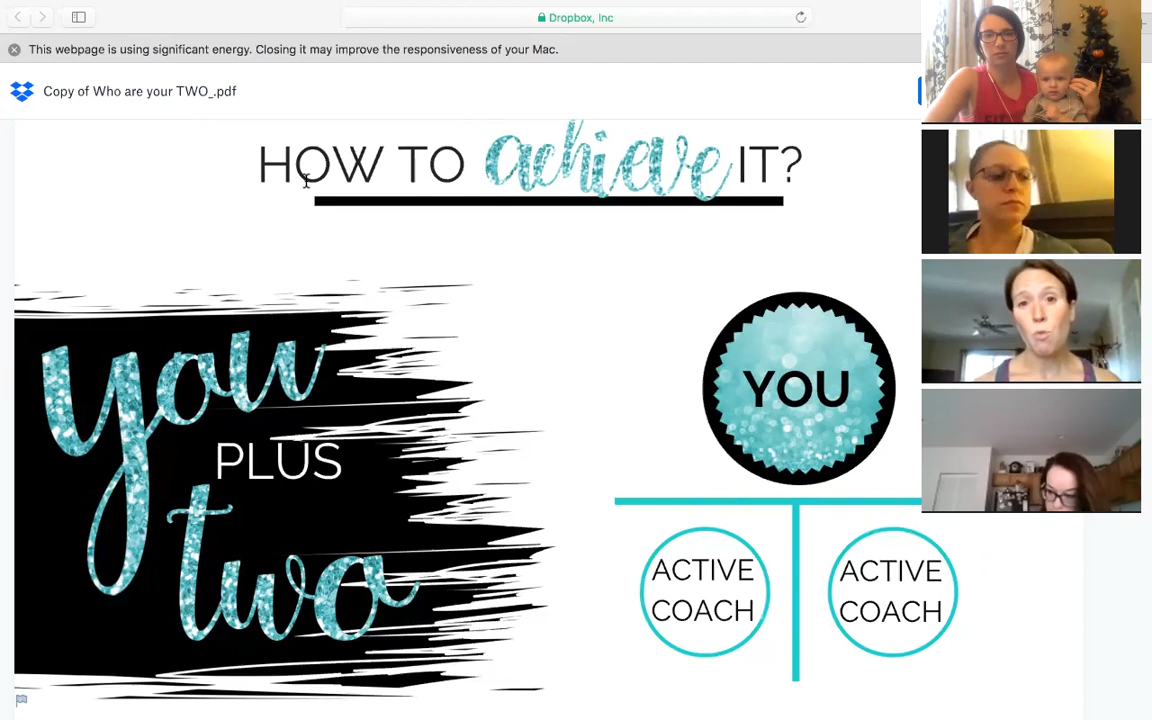 Dropbox, Inc
This webpage is using significant energy. Closing it may improve the responsiveness of your Mac.
Copy of Who are your TWO_.pdf
HOW TO achieve IT?
you
PLUS
two
YOU
ACTIVE
COACH
ACTIVE
COACH